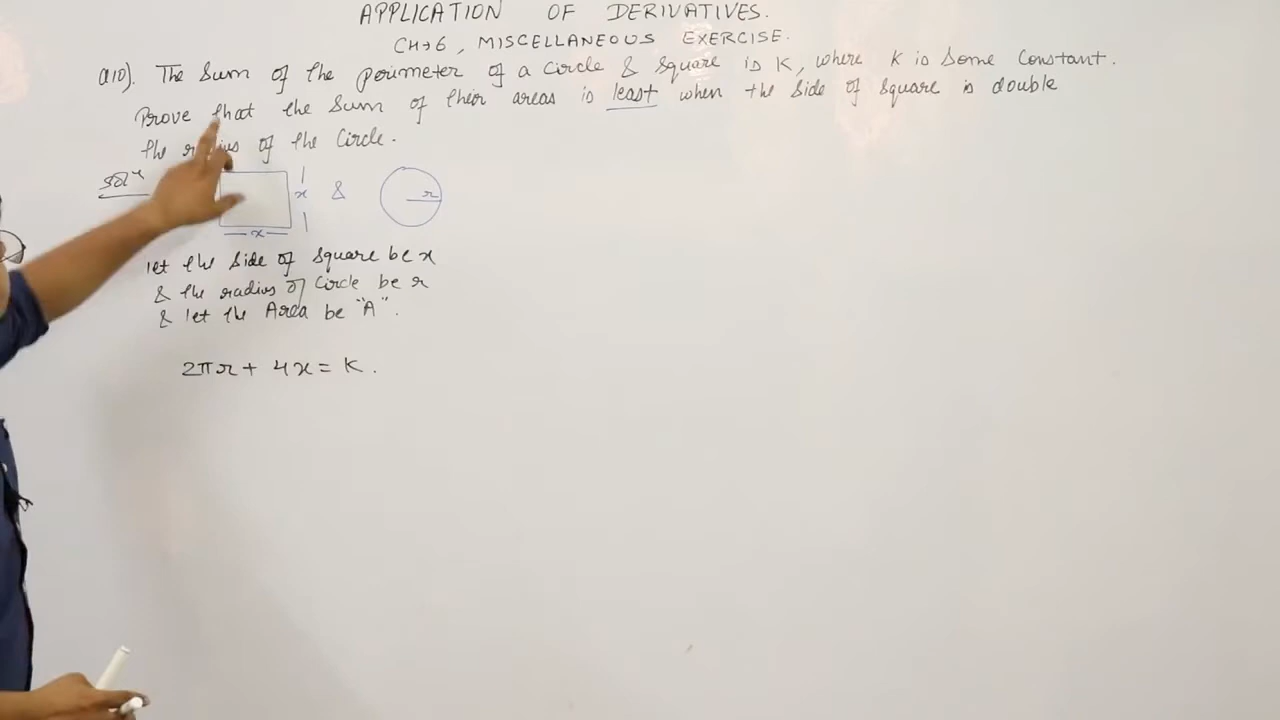 APPLICATION OF DERIVATIVES.
CH→6, MISCELLANEOUS EXERCISE.
Q10). The Sum of the perimeter of a Circle & Square is K, where K is Some Constant.
Prove that the Sum of their areas is least when the Side of Square is double
the radius of the Circle.
Solⁿ
x & r
x
let the Side of Square be x
& the radius of Circle be r
& let the Area be "A".
2πr + 4x = K.